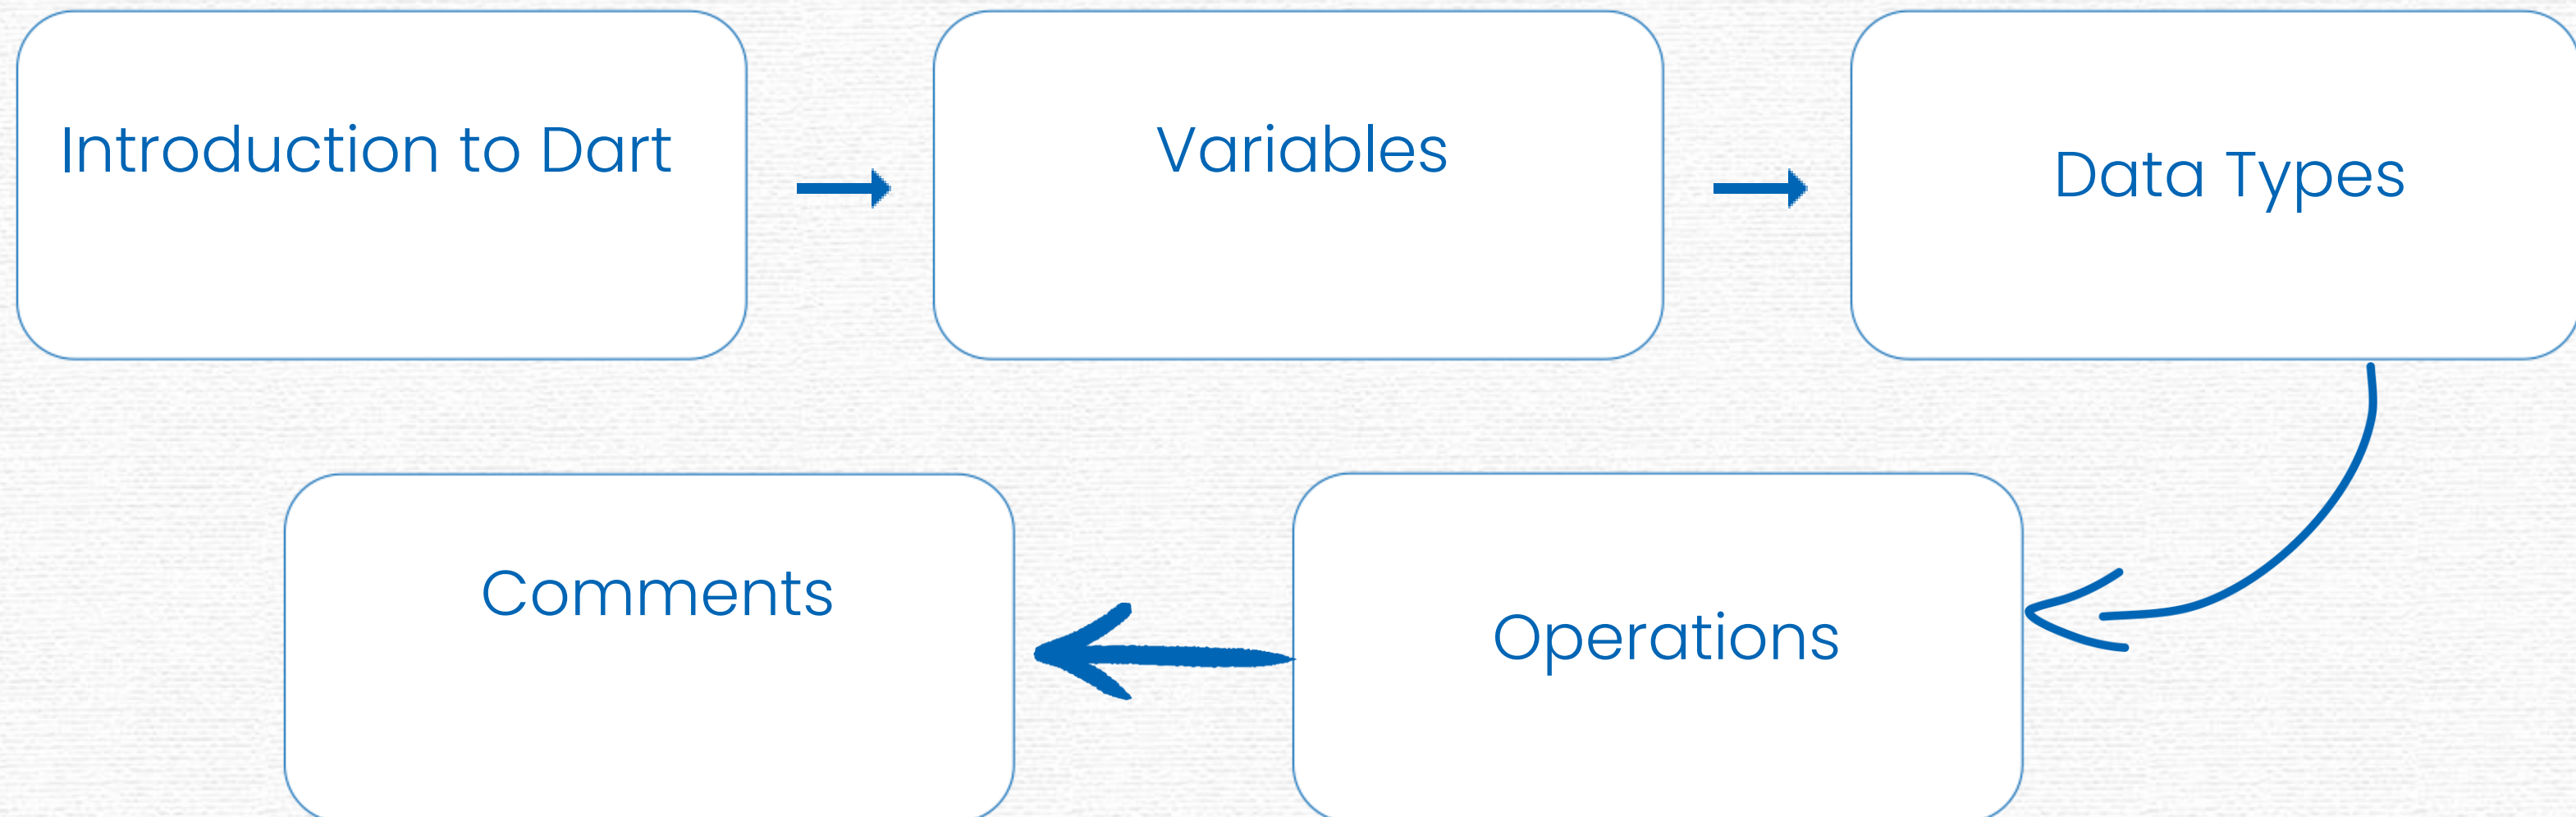 Introduction to Dart
Variables
Data Types
Operations
Comments